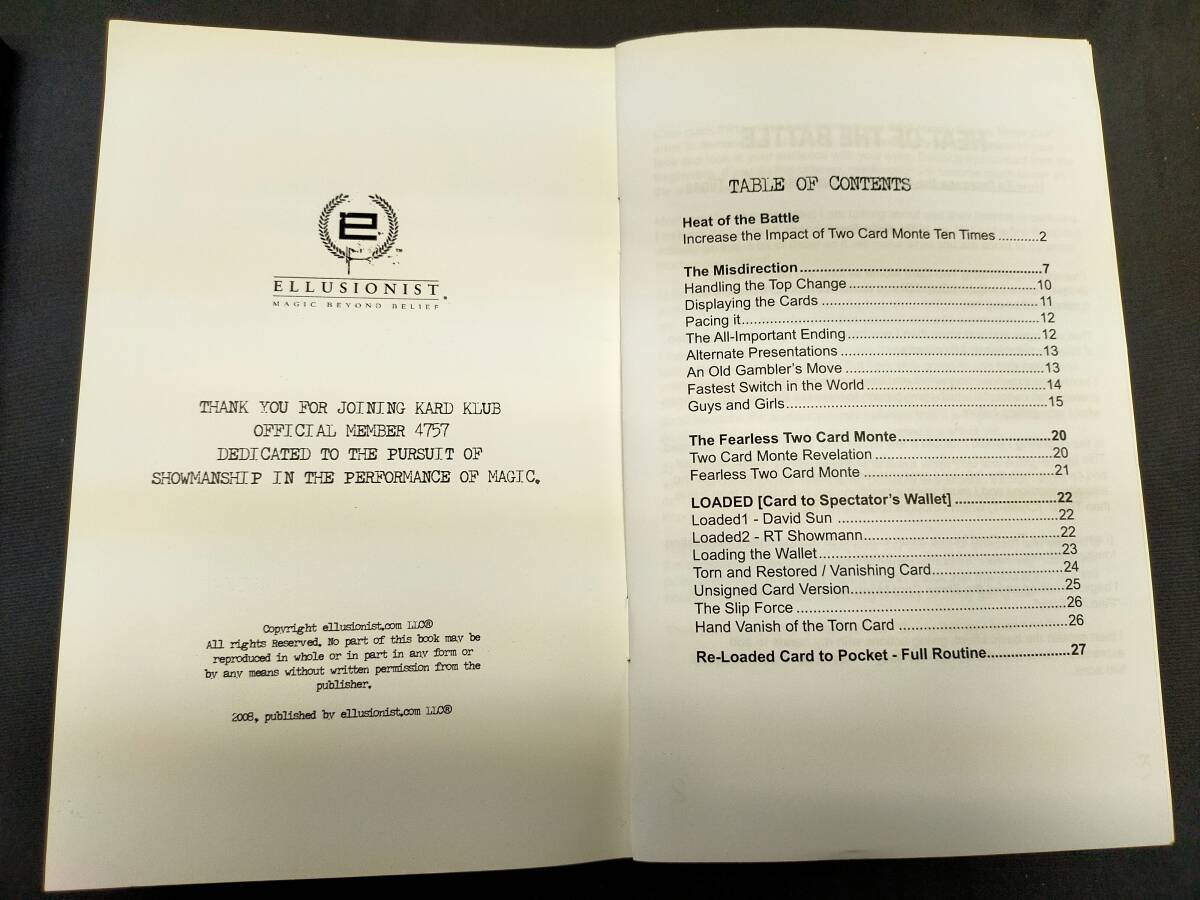 e
™
ELLUSIONIST.
MAGIC BEYOND BELIEF
THANK YOU FOR JOINING KARD KLUB
OFFICIAL MEMBER 4757
DEDICATED TO THE PURSUIT OF
SHOWMANSHIP IN THE PERFORMANCE OF MAGIC.
Copyright ellusionist.com LLC®
All rights Reserved. No part of this book may be
reproduced in whole or in part in any form or
by any means without written permission from the
publisher.
2008, published by ellusionist.com LLC®
TABLE OF CONTENTS
Heat of the Battle
Increase the Impact of Two Card Monte Ten Times ...........2
The Misdirection..............................................................7
Handling the Top Change................................................10
Displaying the Cards ......................................................11
Pacing it..........................................................................12
The All-Important Ending................................................12
Alternate Presentations ..................................................13
An Old Gambler's Move .................................................13
Fastest Switch in the World ............................................14
Guys and Girls................................................................15
The Fearless Two Card Monte......................................20
Two Card Monte Revelation ...........................................20
Fearless Two Card Monte ..............................................21
LOADED [Card to Spectator's Wallet] .........................22
Loaded1 - David Sun ......................................................22
Loaded2 - RT Showmann................................................22
Loading the Wallet...........................................................23
Torn and Restored / Vanishing Card................................24
Unsigned Card Version....................................................25
The Slip Force .................................................................26
Hand Vanish of the Torn Card .........................................26
Re-Loaded Card to Pocket - Full Routine....................27
HEAT OF THE BATTLE